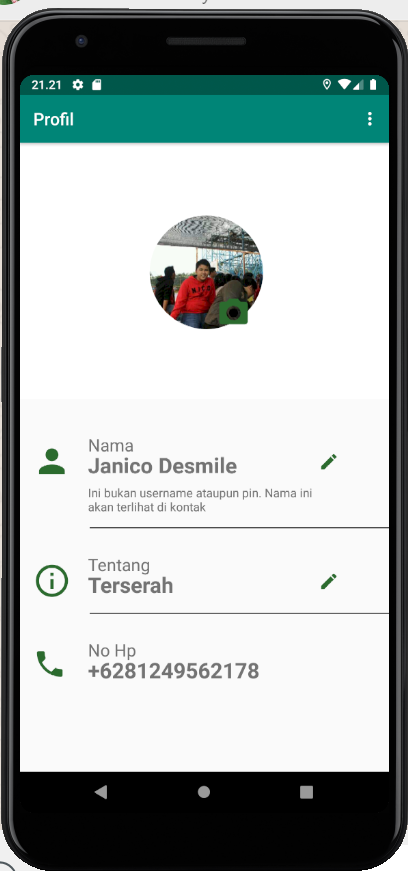 21.21
Profil
Nama
Janico Desmile
Ini bukan username ataupun pin. Nama ini
akan terlihat di kontak
Tentang
Terserah
No Hp
+6281249562178